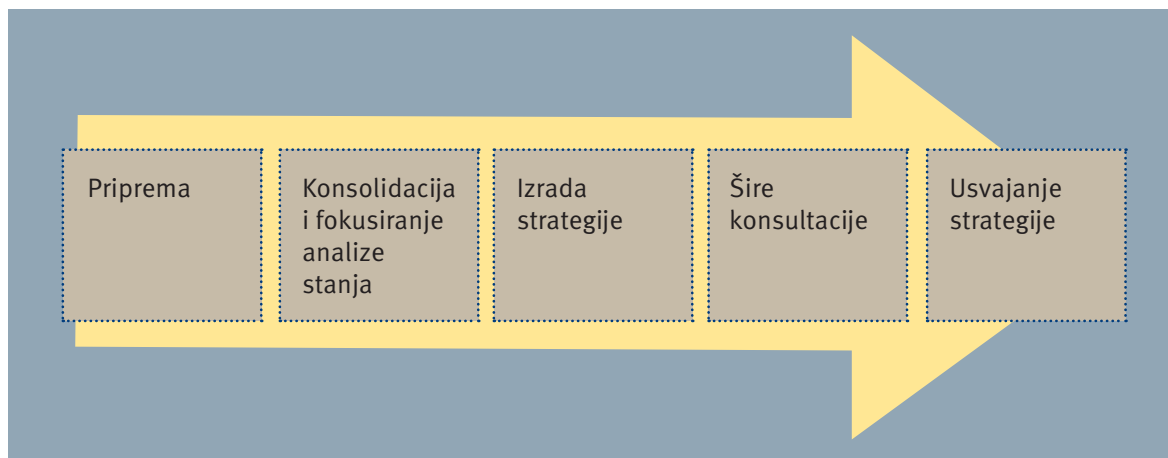 Priprema
Konsolidacija
i fokusiranje
analize
stanja
Izrada
strategije
Šire
konsultacije
Usvajanje
strategije